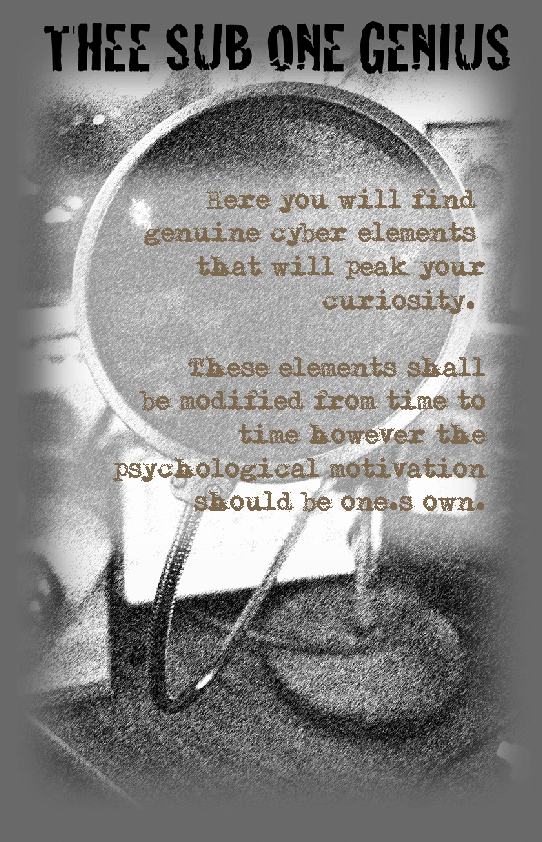 THEE SUB ONE GENIUS
Here you will find
genuine cyber elements
that will peak your
curiosity.
These elements shall
be modified from time to
time however the
psychological motivation
should be one.s own.